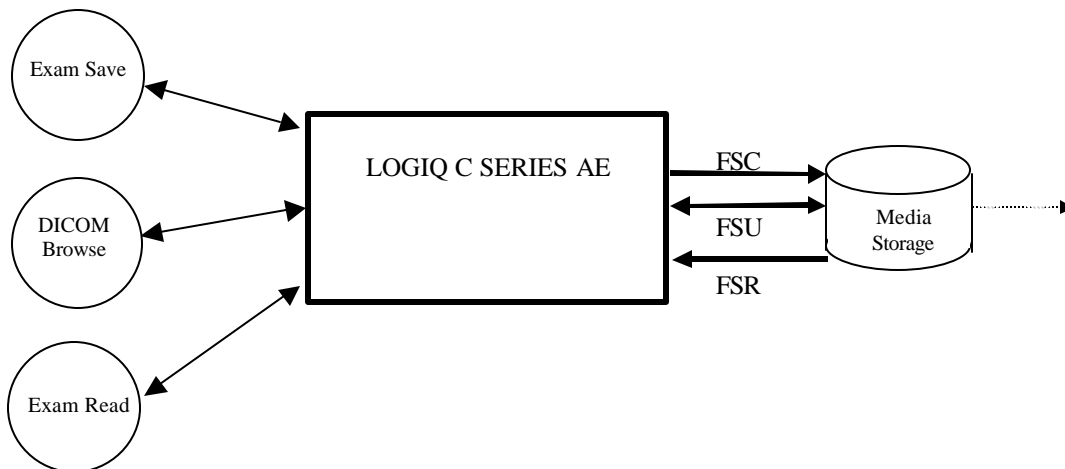 Exam Save
DICOM
Browse
Exam Read
LOGIQ C SERIES AE
FSC
FSU
FSR
Media
Storage